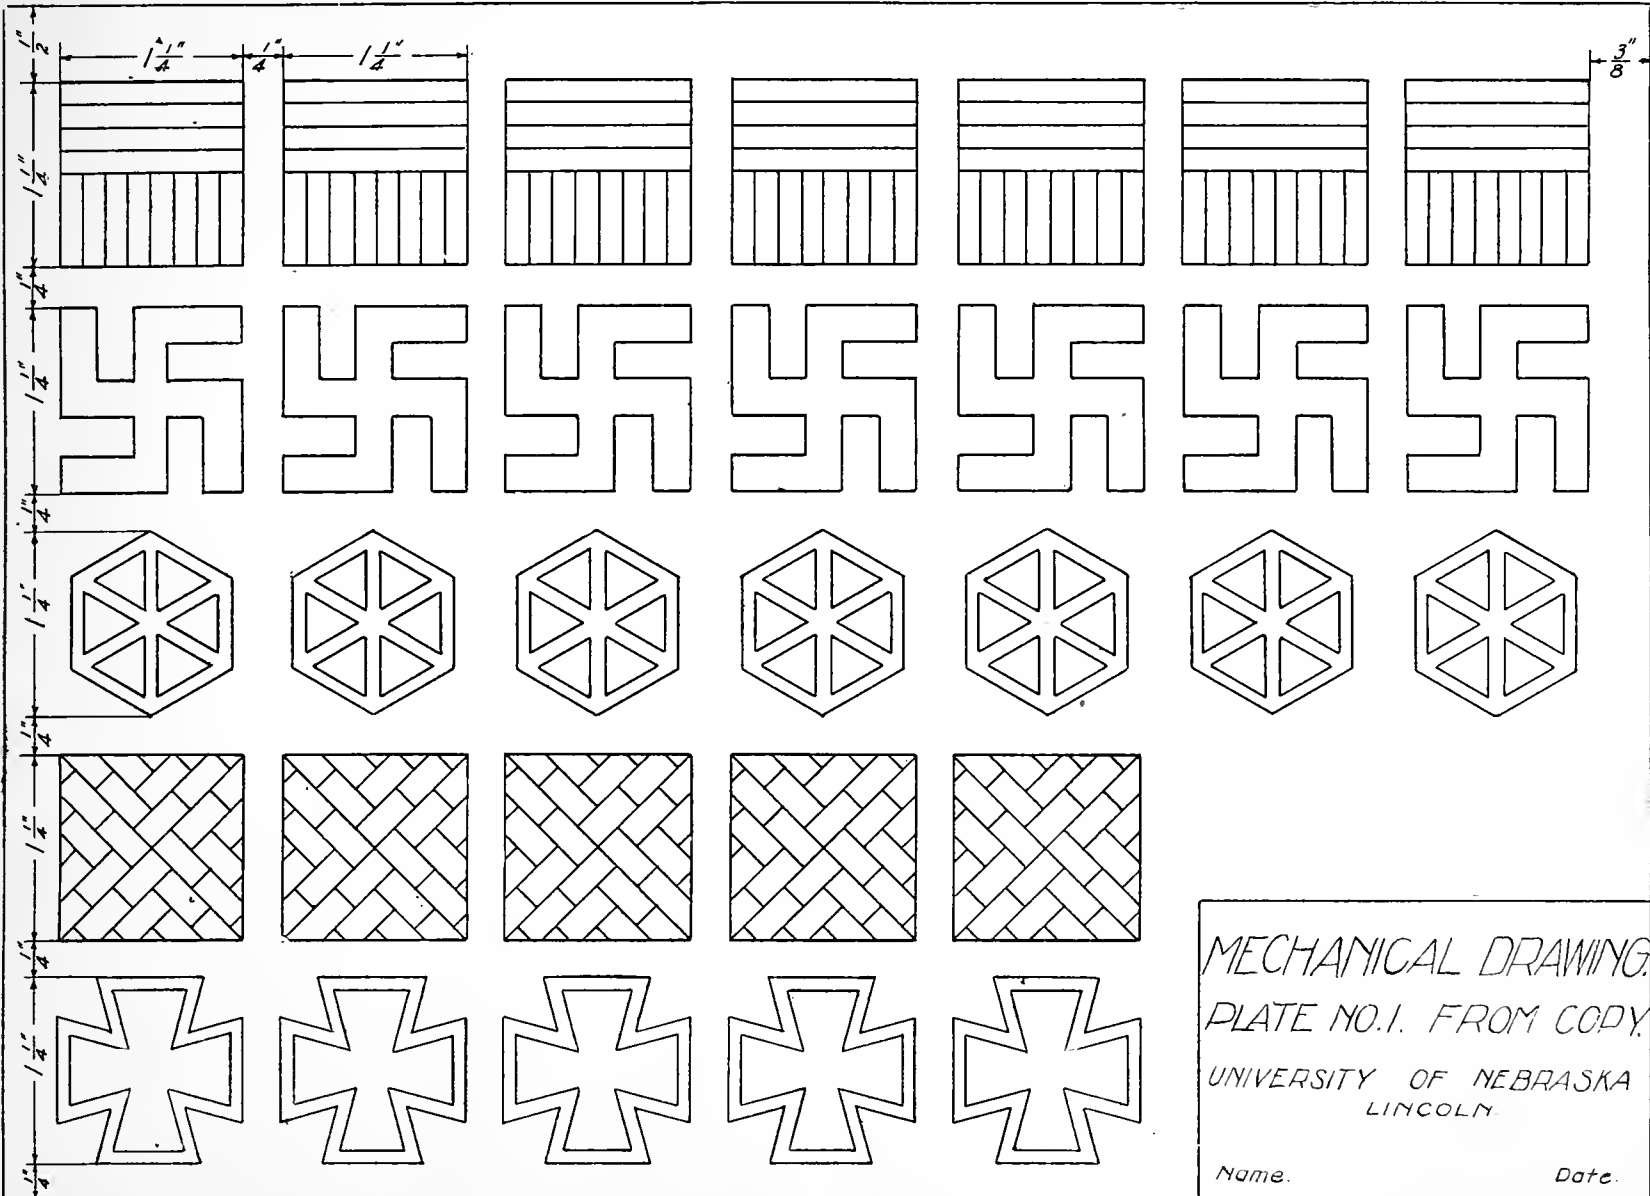 1/2"
1 1/4" 1/4" 1 1/4" 3/8"
1 1/4"
1/4"
1 1/4"
1/4"
1 1/4"
1/4"
1 1/4"
1/4"
1 1/4"
1/4"
MECHANICAL DRAWING.
PLATE NO.1. FROM COPY.
UNIVERSITY OF NEBRASKA
LINCOLN.
Name. Date.